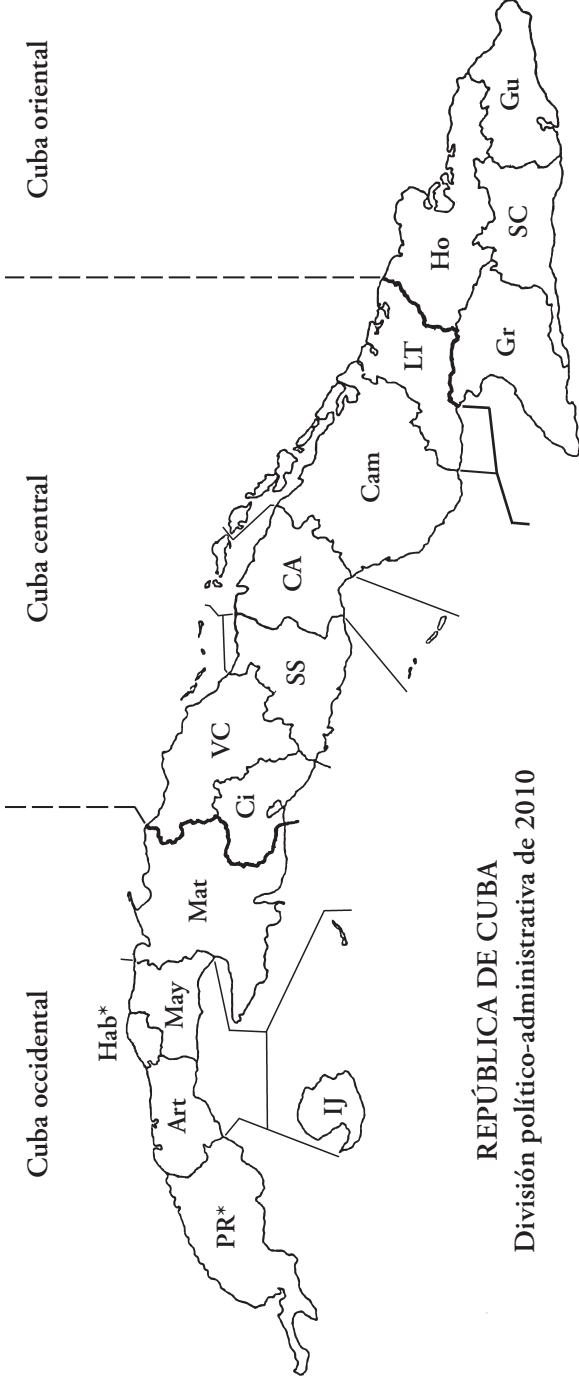 Cuba occidental
Cuba central
Cuba oriental
Hab*
PR*
Art
May
Mat
IJ
Ci
VC
SS
CA
Cam
LT
Ho
Gr
SC
Gu
REPÚBLICA DE CUBA
División político-administrativa de 2010